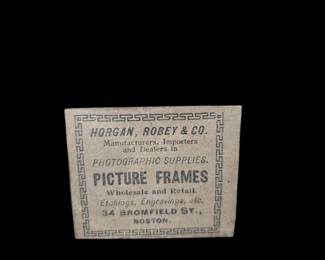 HORGAN, ROBEY & CO.
Manufacturers, Importers
and Dealers in
PHOTOGRAPHIC SUPPLIES.
PICTURE FRAMES
Wholesale and Retail.
Etchings, Engravings, etc.
34 BROMFIELD ST.,
BOSTON.